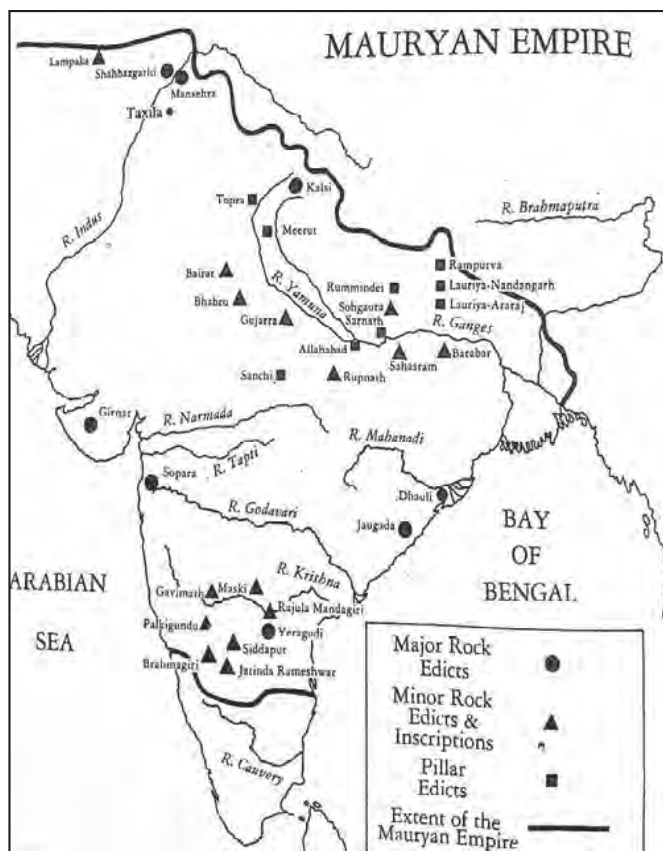 MAURYAN EMPIRE
Lampaka
Shahbazgarhi
Mansehra
Taxila
Kalsi
Topra
R. Brahmaputra
R. Indus
Meerut
Rampurva
Bairat
Rummindei
Lauriya-Nandangarh
R. Yamuna
Bhabru
Sohgaura
Lauriya-Araraj
Gujarra
Sarnath
R. Ganges
Allahabad
Sahasram
Barabar
Sanchi
Rupnath
Girnar
R. Narmada
R. Mahanadi
R. Tapti
Sopara
Dhauli
R. Godavari
Jaugada
BAY
OF
BENGAL
ARABIAN
SEA
R. Krishna
Gavimath
Maski
Rajula Mandagiri
Palkigundu
Yeragudi
Siddapur
Brahmagiri
Jatinda Rameshwar
R. Cauvery
Major Rock
Edicts
Minor Rock
Edicts &
Inscriptions
Pillar
Edicts
Extent of the
Mauryan Empire